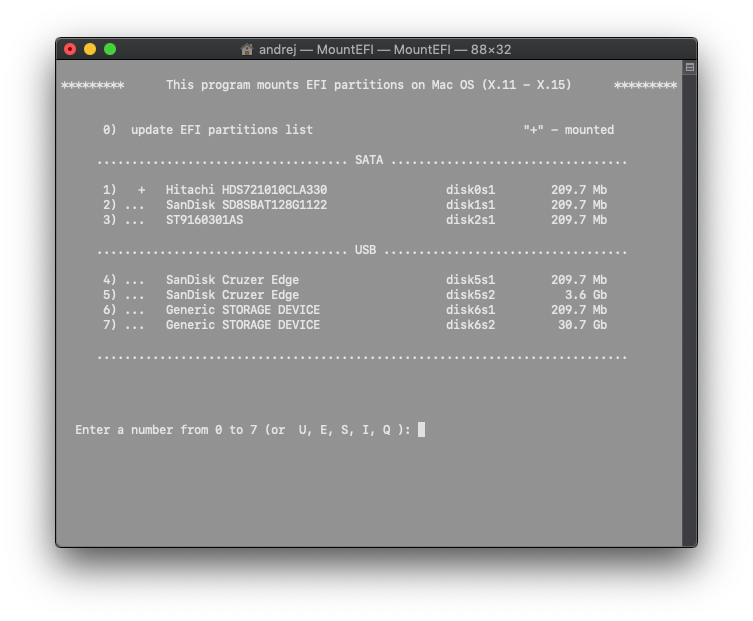 andrej — MountEFI — MountEFI — 88×32
********* This program mounts EFI partitions on Mac OS (X.11 – X.15) *********
0) update EFI partitions list "+" – mounted
.................................... SATA ..................................
1) + Hitachi HDS721010CLA330 disk0s1 209.7 Mb
2) ... SanDisk SD8SBAT128G1122 disk1s1 209.7 Mb
3) ... ST9160301AS disk2s1 209.7 Mb
.................................... USB ...................................
4) ... SanDisk Cruzer Edge disk5s1 209.7 Mb
5) ... SanDisk Cruzer Edge disk5s2 3.6 Gb
6) ... Generic STORAGE DEVICE disk6s1 209.7 Mb
7) ... Generic STORAGE DEVICE disk6s2 30.7 Gb
............................................................................
Enter a number from 0 to 7 (or U, E, S, I, Q ):